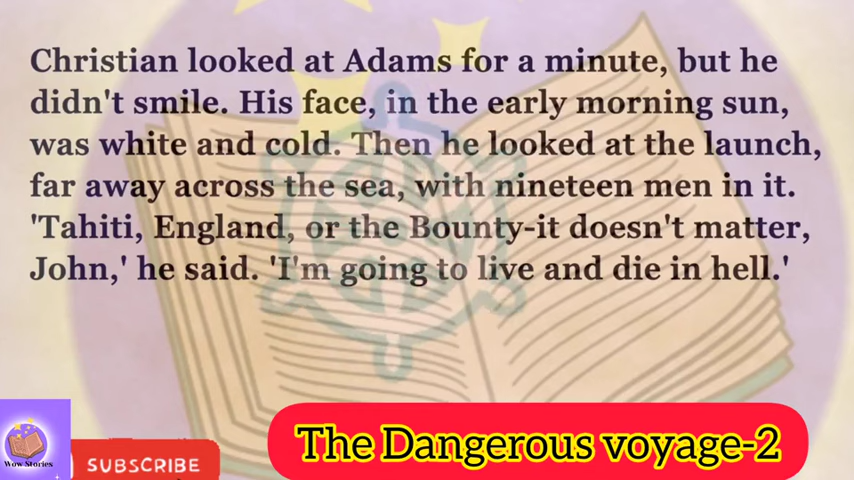 Christian looked at Adams for a minute, but he
didn't smile. His face, in the early morning sun,
was white and cold. Then he looked at the launch,
far away across the sea, with nineteen men in it.
'Tahiti, England, or the Bounty-it doesn't matter,
John,' he said. 'I'm going to live and die in hell.'
The Dangerous voyage-2
Wow Stories
SUBSCRIBE